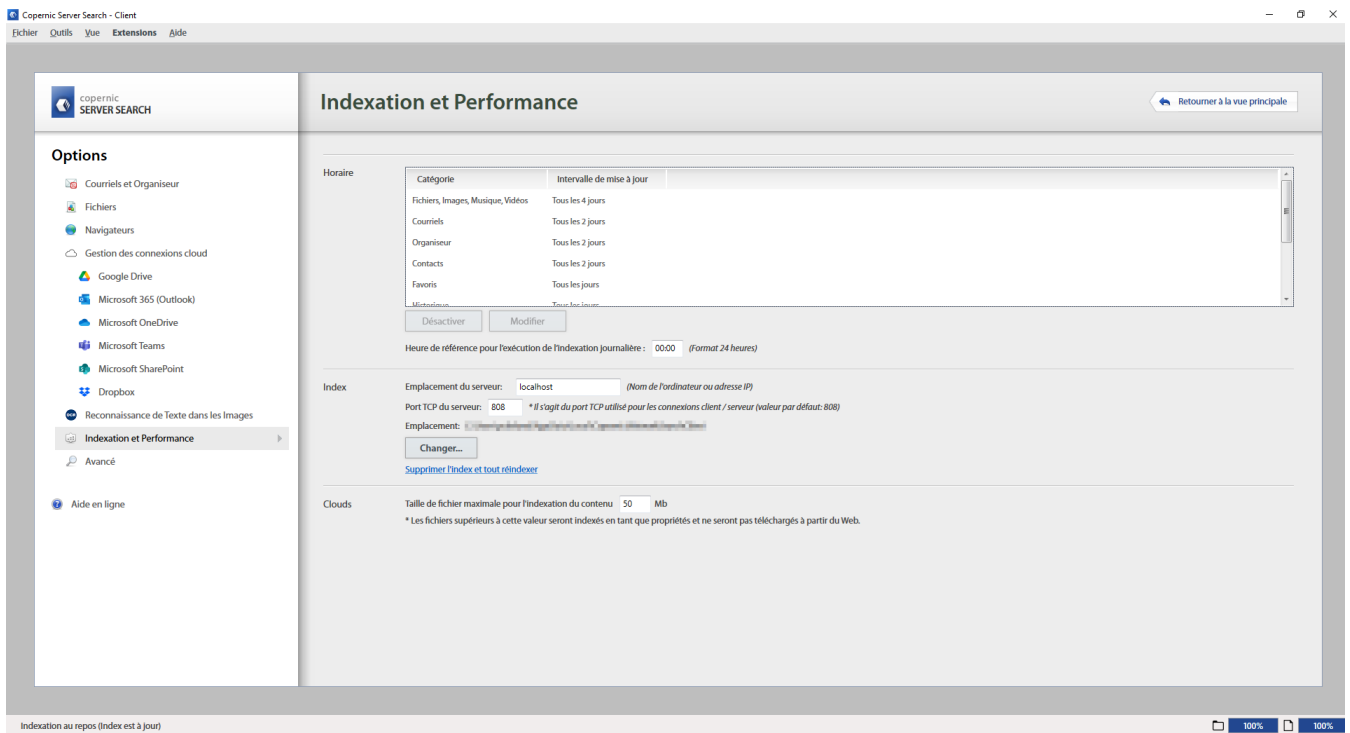 Copernic Server Search - Client
Fichier Outils Vue Extensions Aide
copernic
SERVER SEARCH
Indexation et Performance
Retourner à la vue principale
Options
Courriels et Organiseur
Fichiers
Navigateurs
Gestion des connexions cloud
Google Drive
Microsoft 365 (Outlook)
Microsoft OneDrive
Microsoft Teams
Microsoft SharePoint
Dropbox
OCR Reconnaissance de Texte dans les Images
Indexation et Performance
Avancé
Aide en ligne
Horaire
Catégorie Intervalle de mise à jour
Fichiers, Images, Musique, Vidéos Tous les 4 jours
Courriels Tous les 2 jours
Organiseur Tous les 2 jours
Contacts Tous les 2 jours
Favoris Tous les jours
Historique Tous les jours
Désactiver Modifier
Heure de référence pour l'exécution de l'indexation journalière : 00:00 (Format 24 heures)
Index
Emplacement du serveur: localhost (Nom de l'ordinateur ou adresse IP)
Port TCP du serveur: 808 * Il s'agit du port TCP utilisé pour les connexions client / serveur (valeur par défaut: 808)
Emplacement:
Changer...
Supprimer l'index et tout réindexer
Clouds
Taille de fichier maximale pour l'indexation du contenu 50 Mb
* Les fichiers supérieurs à cette valeur seront indexés en tant que propriétés et ne seront pas téléchargés à partir du Web.
Indexation au repos (Index est à jour)
100% 100%